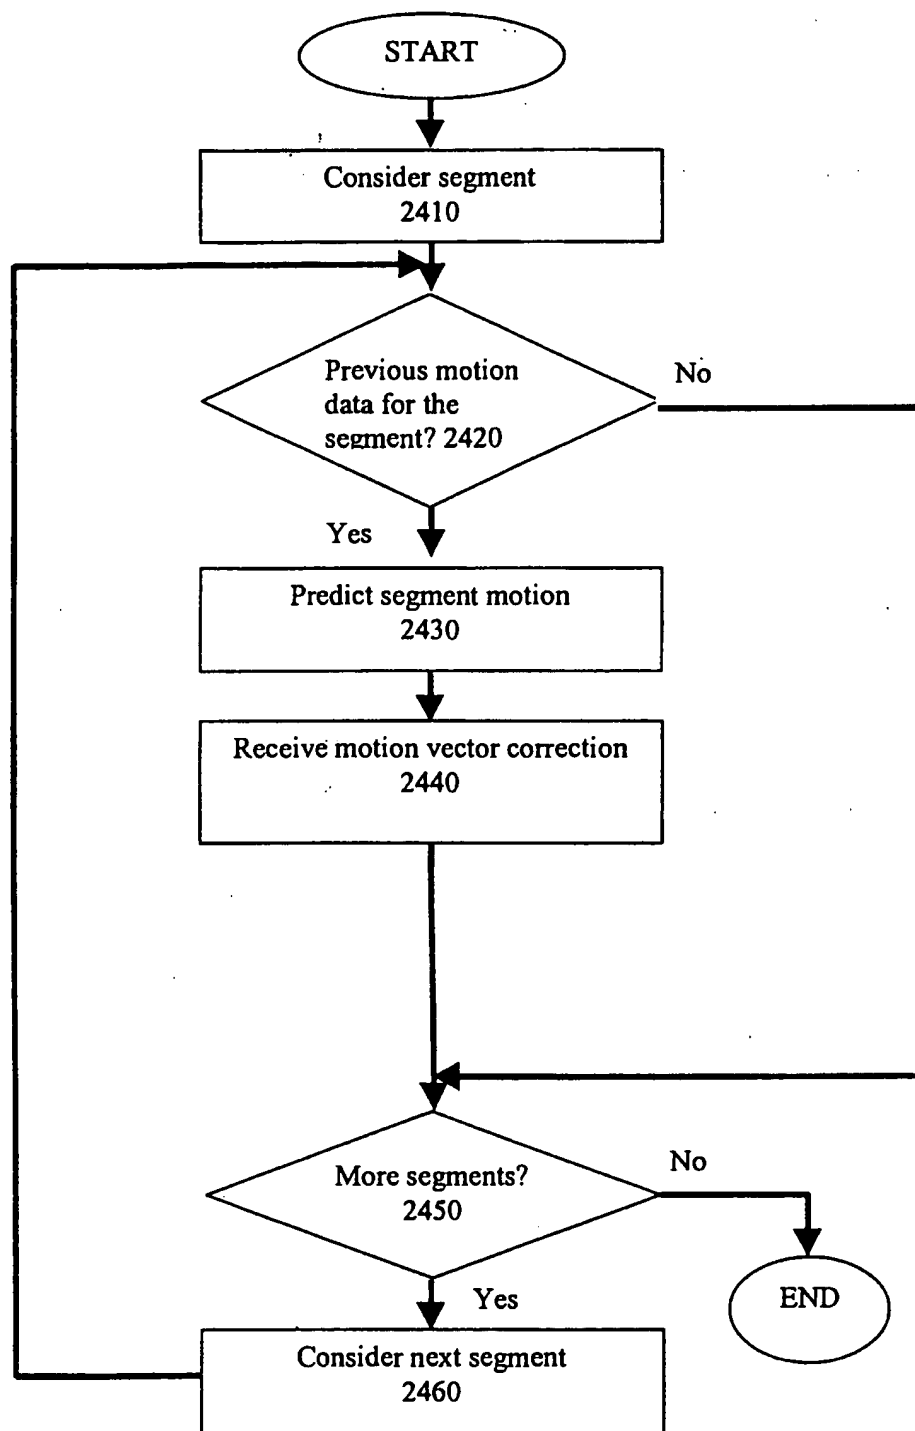 START
Consider segment
2410
Previous motion
data for the
segment? 2420
No
Yes
Predict segment motion
2430
Receive motion vector correction
2440
More segments?
2450
No
Yes
END
Consider next segment
2460